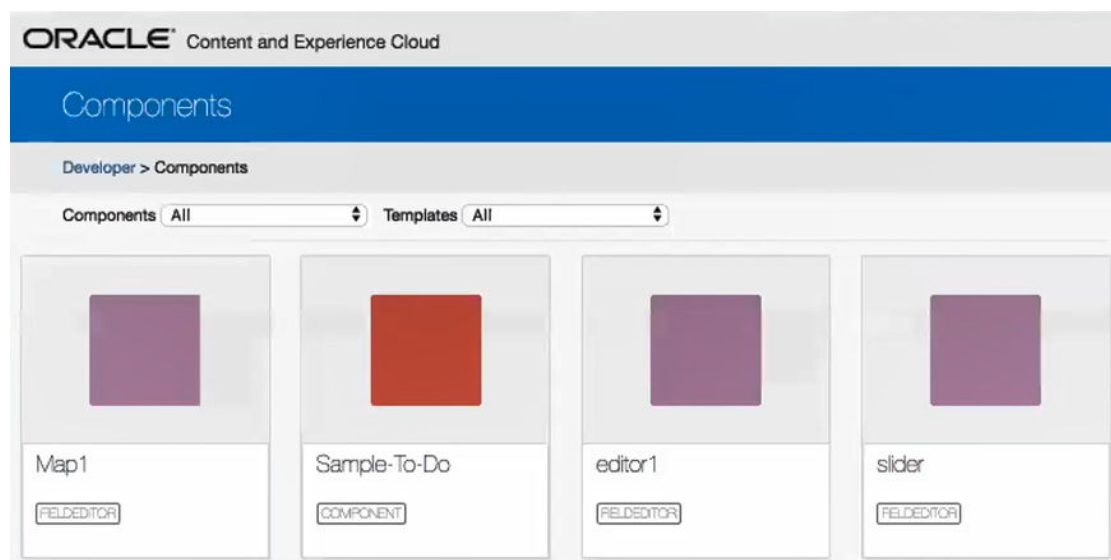 ORACLE® Content and Experience Cloud
Components
Developer > Components
Components All Templates All
Map1 Sample-To-Do editor1 slider
FIELDEDITOR COMPONENT FIELDEDITOR FIELDEDITOR